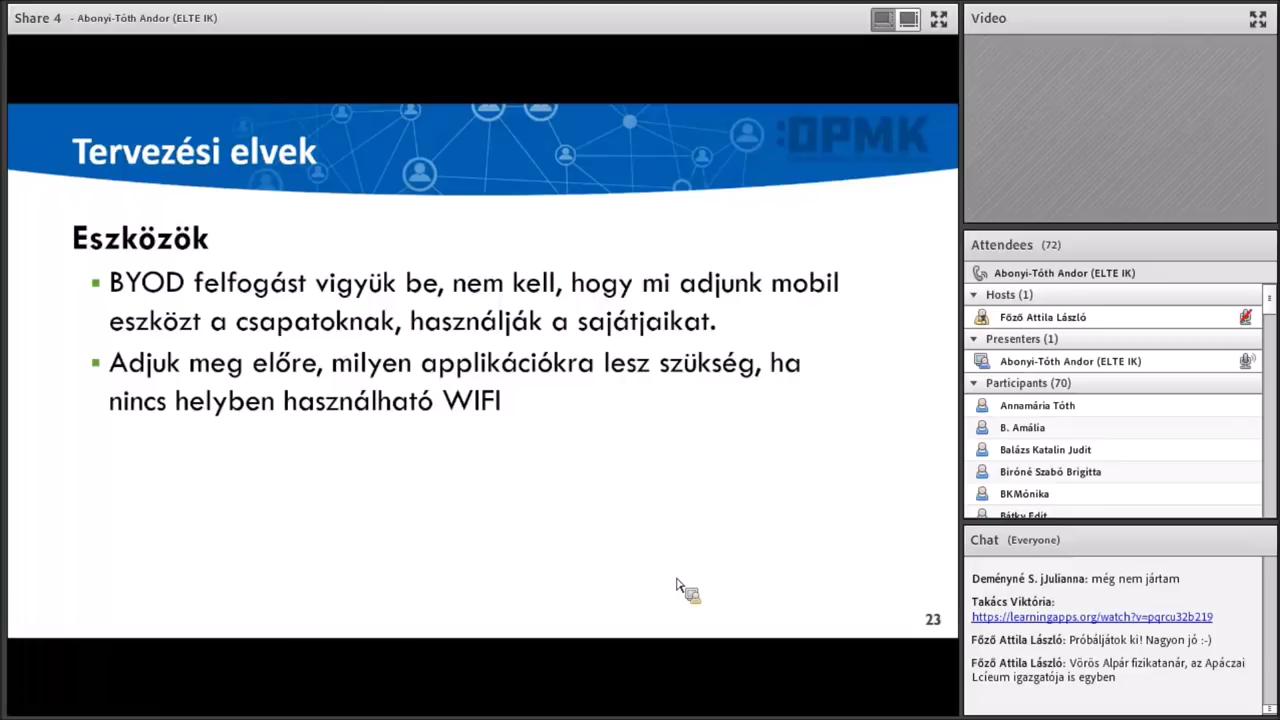 Share 4 - Abonyi-Tóth Andor (ELTE IK)
:DPMK
Tervezési elvek
Eszközök
BYOD felfogást vigyük be, nem kell, hogy mi adjunk mobil
eszközt a csapatoknak, használják a sajátjaikat.
Adjuk meg előre, milyen applikációkra lesz szükség, ha
nincs helyben használható WIFI
23
Video
Attendees (72)
Abonyi-Tóth Andor (ELTE IK)
Hosts (1)
Főző Attila László
Presenters (1)
Abonyi-Tóth Andor (ELTE IK)
Participants (70)
Annamária Tóth
B. Amália
Balázs Katalin Judit
Biróné Szabó Brigitta
BKMónika
Bátky Edit
Chat (Everyone)
Deményné S. jJulianna: még nem jártam
Takács Viktória:
https://learningapps.org/watch?v=pqrcu32b219
Főző Attila László: Próbáljátok ki! Nagyon jó :-)
Főző Attila László: Vörös Alpár fizikatanár, az Apáczai
Lcíeum igazgatója is egyben